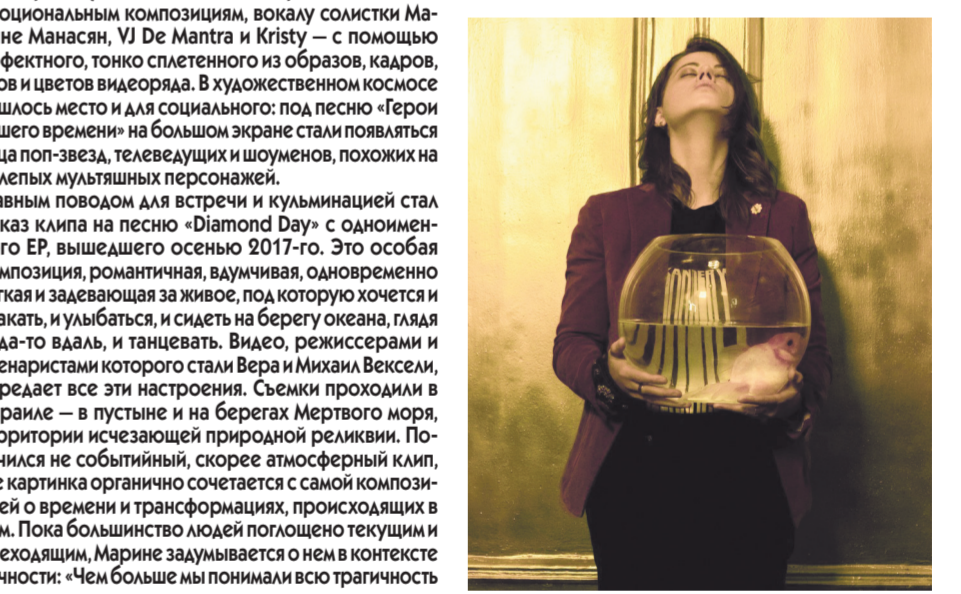 оциональным композициям, вокалу солистки Ма-
не Манасян, VJ De Mantra и Kristy – с помощью
фектного, тонко сплетенного из образов, кадров,
ов и цветов видеоряда. В художественном космосе
шлось место и для социального: под песню «Герои
шего времени» на большом экране стали появляться
ца поп-звезд, телеведущих и шоуменов, похожих на
лепых мультяшных персонажей.
авным поводом для встречи и кульминацией стал
каз клипа на песню «Diamond Day» с одноимен-
го EP, вышедшего осенью 2017-го. Это особая
мпозиция, романтичная, вдумчивая, одновременно
гкая и задевающая за живое, под которую хочется и
акать, и улыбаться, и сидеть на берегу океана, глядя
да-то вдаль, и танцевать. Видео, режиссерами и
енаристами которого стали Вера и Михаил Вексели,
редает все эти настроения. Съемки проходили в
раиле – в пустыне и на берегах Мертвого моря,
рритории исчезающей природной реликвии. По-
чился не событийный, скорее атмосферный клип,
е картинка органично сочетается с самой компози-
ей о времени и трансформациях, происходящих в
м. Пока большинство людей поглощено текущим и
еходящим, Марине задумывается о нем в контексте
чности: «Чем больше мы понимали всю трагичность